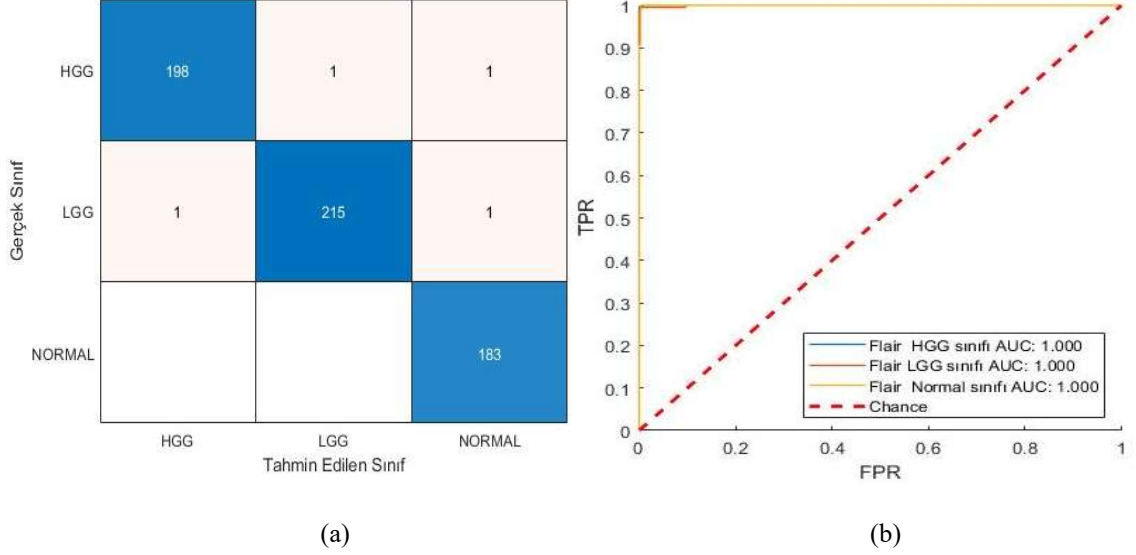 HGG
198
1
1
Gerçek Sınıf
LGG
1
215
1
NORMAL
183
HGG
LGG
NORMAL
Tahmin Edilen Sınıf
(a)
1
0.9
0.8
0.7
0.6
0.5
0.4
0.3
0.2
0.1
0
TPR
Flair HGG sınıfı AUC: 1.000
Flair LGG sınıfı AUC: 1.000
Flair Normal sınıfı AUC: 1.000
Chance
0
0.2
0.4
0.6
0.8
1
FPR
(b)